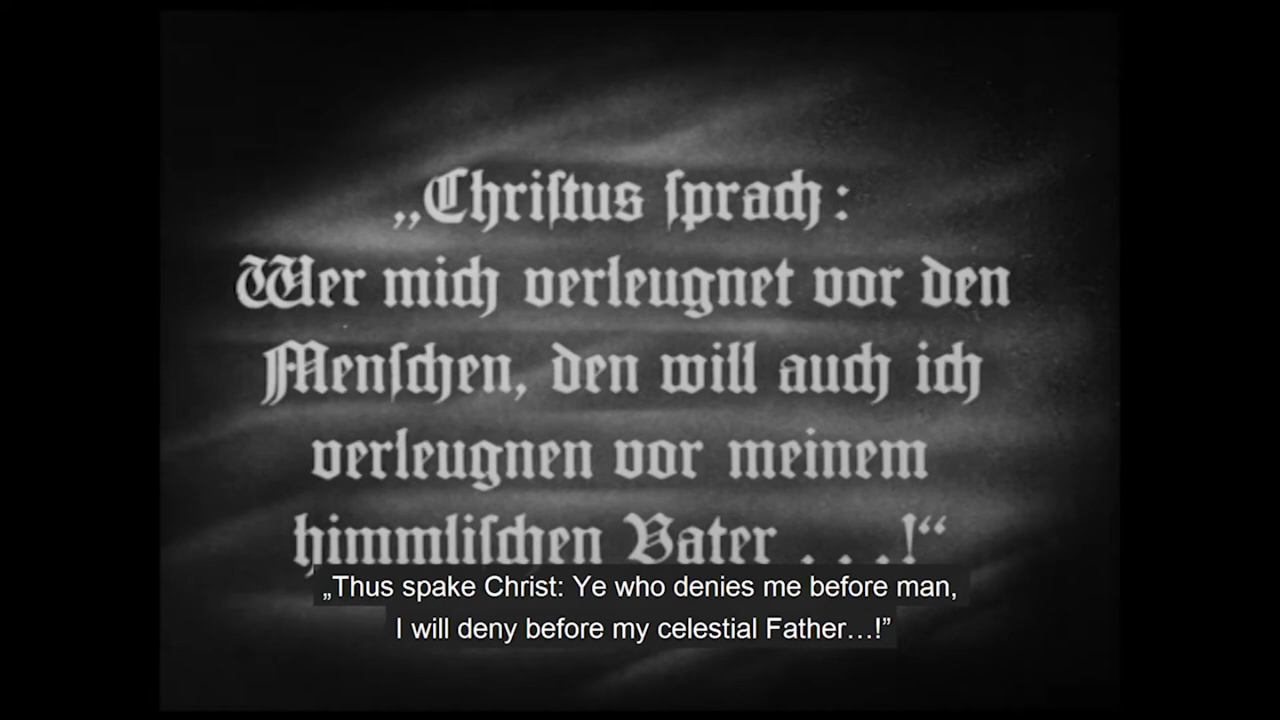 „Chriſtus ſprach:
Wer mich verleugnet vor den
Menſchen, den will auch ich
verleugnen vor meinem
himmliſchen Vater . . .!“
„Thus spake Christ: Ye who denies me before man,
I will deny before my celestial Father…!”